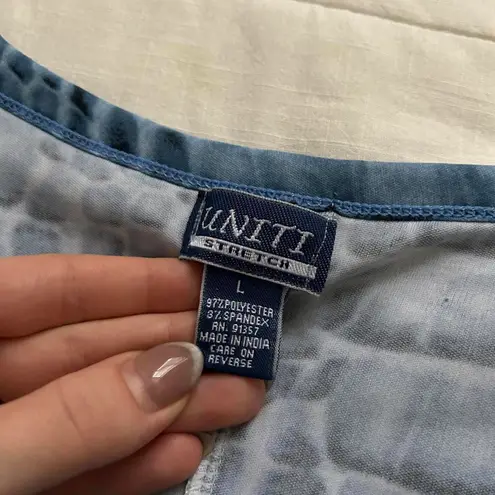 UNITI
STRETCH
L
97% POLYESTER
3% SPANDEX
RN. 91357
MADE IN INDIA
CARE ON
REVERSE